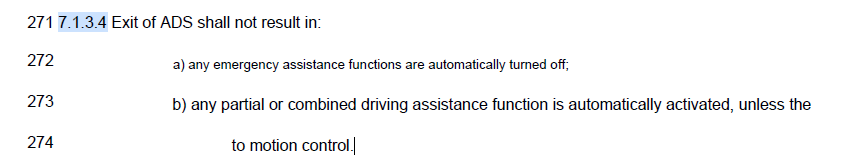 271 7.1.3.4 Exit of ADS shall not result in:
272 a) any emergency assistance functions are automatically turned off;
273 b) any partial or combined driving assistance function is automatically activated, unless the
274 to motion control.